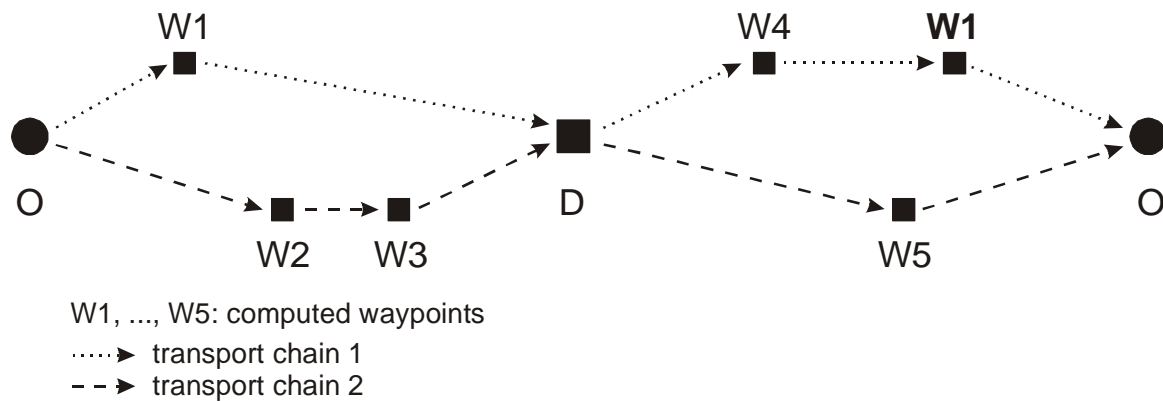 W1 W4 W1
O D O
W2 W3 W5
W1, ..., W5: computed waypoints
transport chain 1
transport chain 2